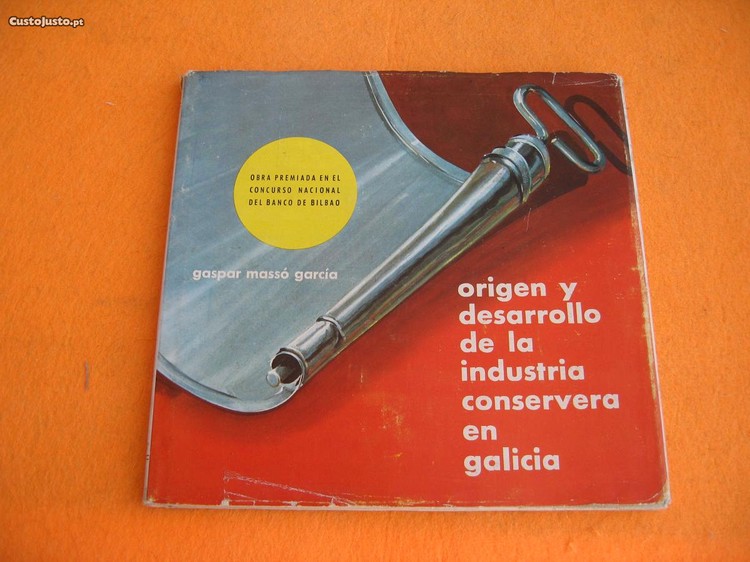 CustoJusto.pt
OBRA PREMIADA EN EL
CONCURSO NACIONAL
DEL BANCO DE BILBAO
gaspar massó garcía
origen y
desarrollo
de la
industria
conservera
en
galicia